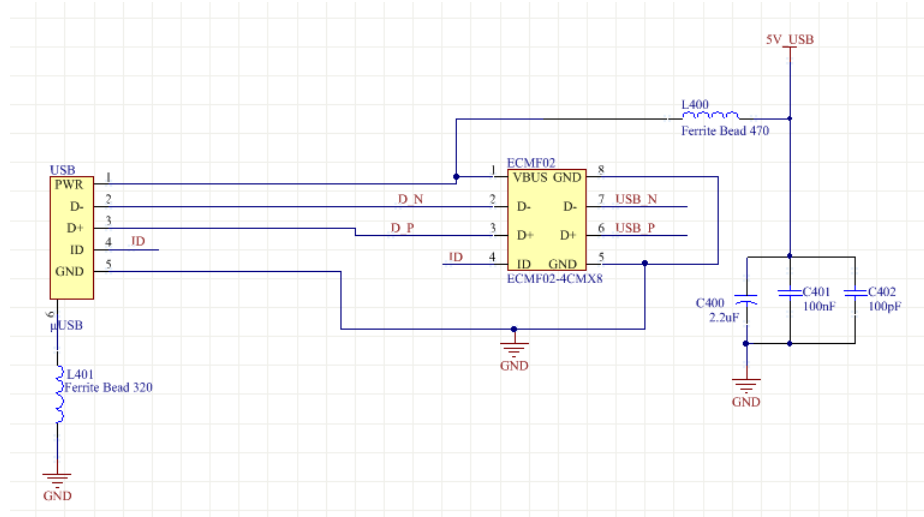 5V_USB
L400
Ferrite Bead 470
USB
PWR 1
D- 2
D+ 3
ID 4 ID
GND 5
6
µUSB
D_N
D_P
ID
ECMF02
1 VBUS GND 8
2 D- D- 7 USB_N
3 D+ D+ 6 USB_P
4 ID GND 5
ECMF02-4CMX8
GND
L401
Ferrite Bead 320
GND
C400
2.2uF
C401
100nF
C402
100pF
GND